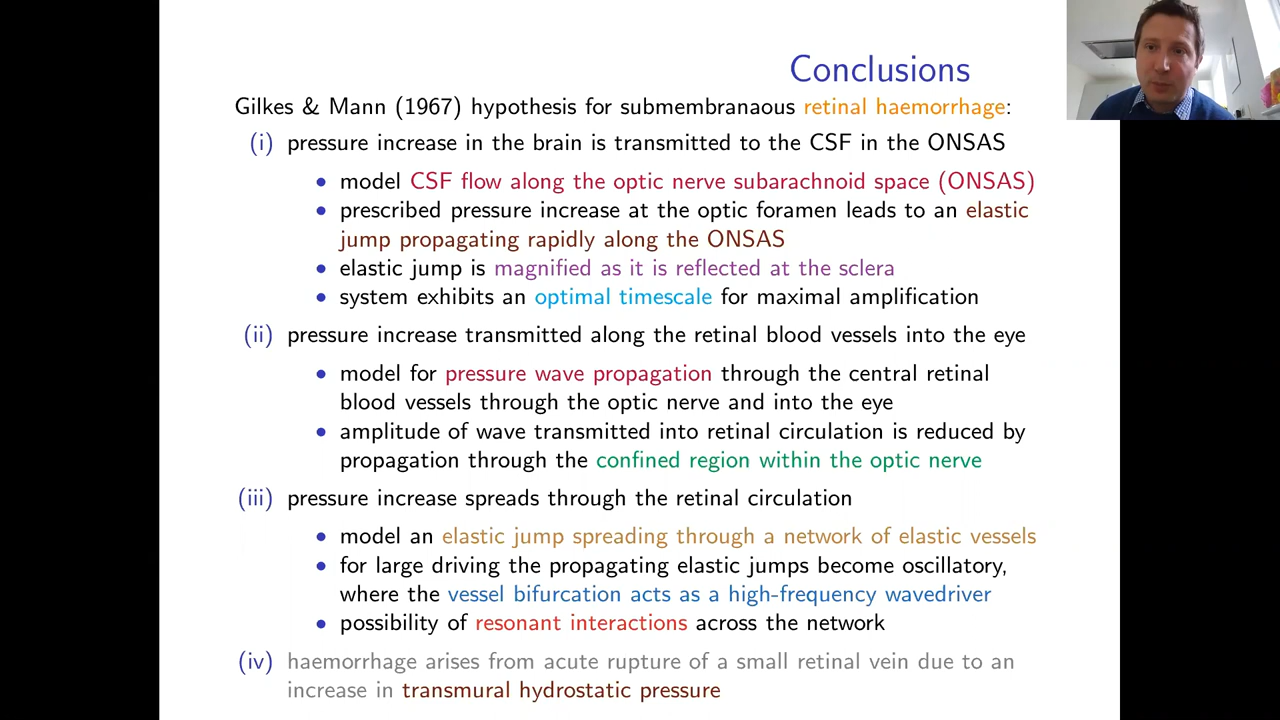 Conclusions
Gilkes & Mann (1967) hypothesis for submembranaous retinal haemorrhage:
(i) pressure increase in the brain is transmitted to the CSF in the ONSAS
• model CSF flow along the optic nerve subarachnoid space (ONSAS)
• prescribed pressure increase at the optic foramen leads to an elastic
jump propagating rapidly along the ONSAS
• elastic jump is magnified as it is reflected at the sclera
• system exhibits an optimal timescale for maximal amplification
(ii) pressure increase transmitted along the retinal blood vessels into the eye
• model for pressure wave propagation through the central retinal
blood vessels through the optic nerve and into the eye
• amplitude of wave transmitted into retinal circulation is reduced by
propagation through the confined region within the optic nerve
(iii) pressure increase spreads through the retinal circulation
• model an elastic jump spreading through a network of elastic vessels
• for large driving the propagating elastic jumps become oscillatory,
where the vessel bifurcation acts as a high-frequency wavedriver
• possibility of resonant interactions across the network
(iv) haemorrhage arises from acute rupture of a small retinal vein due to an
increase in transmural hydrostatic pressure